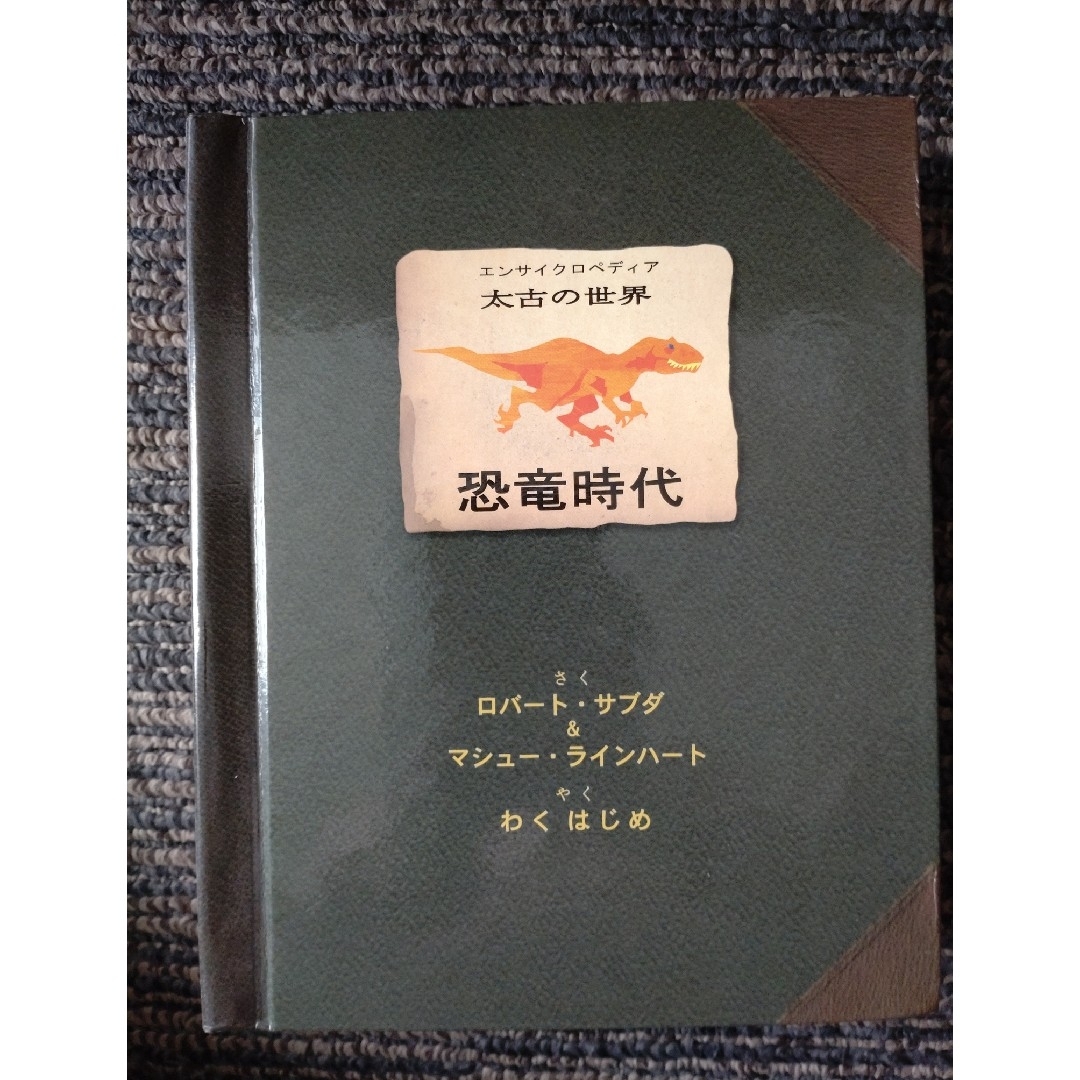 エンサイクロペディア
太古の世界
恐竜時代
さく
ロバート・サブダ
&
マシュー・ラインハート
やく
わく はじめ